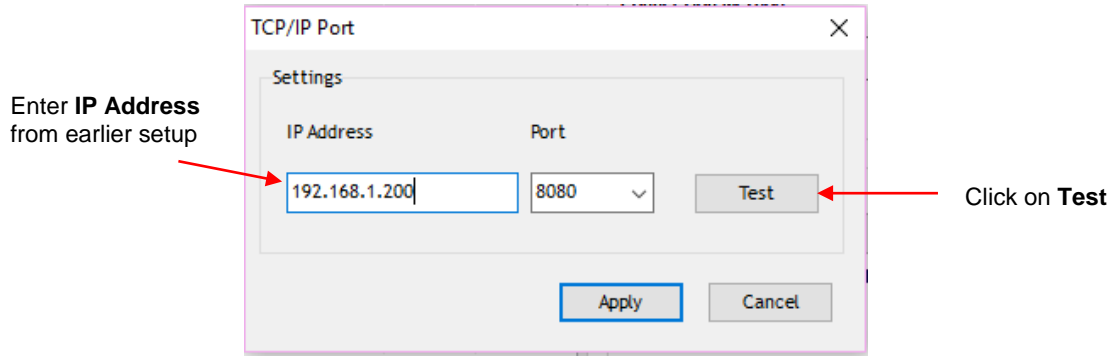 TCP/IP Port
Settings
Enter IP Address
from earlier setup
IP Address Port
192.168.1.200 8080 Test
Click on Test
Apply Cancel